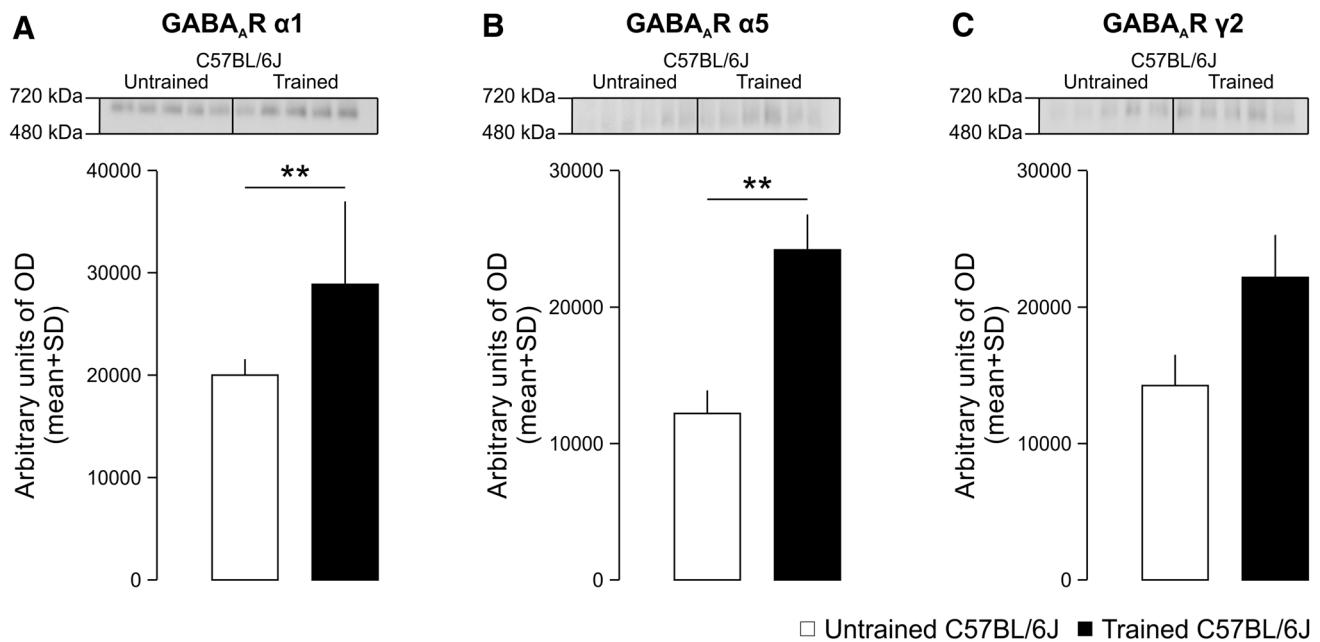 A
GABAAR α1
C57BL/6J
Untrained Trained
720 kDa
480 kDa
**
40000
30000
20000
10000
0
Arbitrary units of OD
(mean+SD)
B
GABAAR α5
C57BL/6J
Untrained Trained
720 kDa
480 kDa
**
30000
20000
10000
0
Arbitrary units of OD
(mean+SD)
C
GABAAR γ2
C57BL/6J
Untrained Trained
720 kDa
480 kDa
30000
20000
10000
0
Arbitrary units of OD
(mean+SD)
Untrained C57BL/6J Trained C57BL/6J